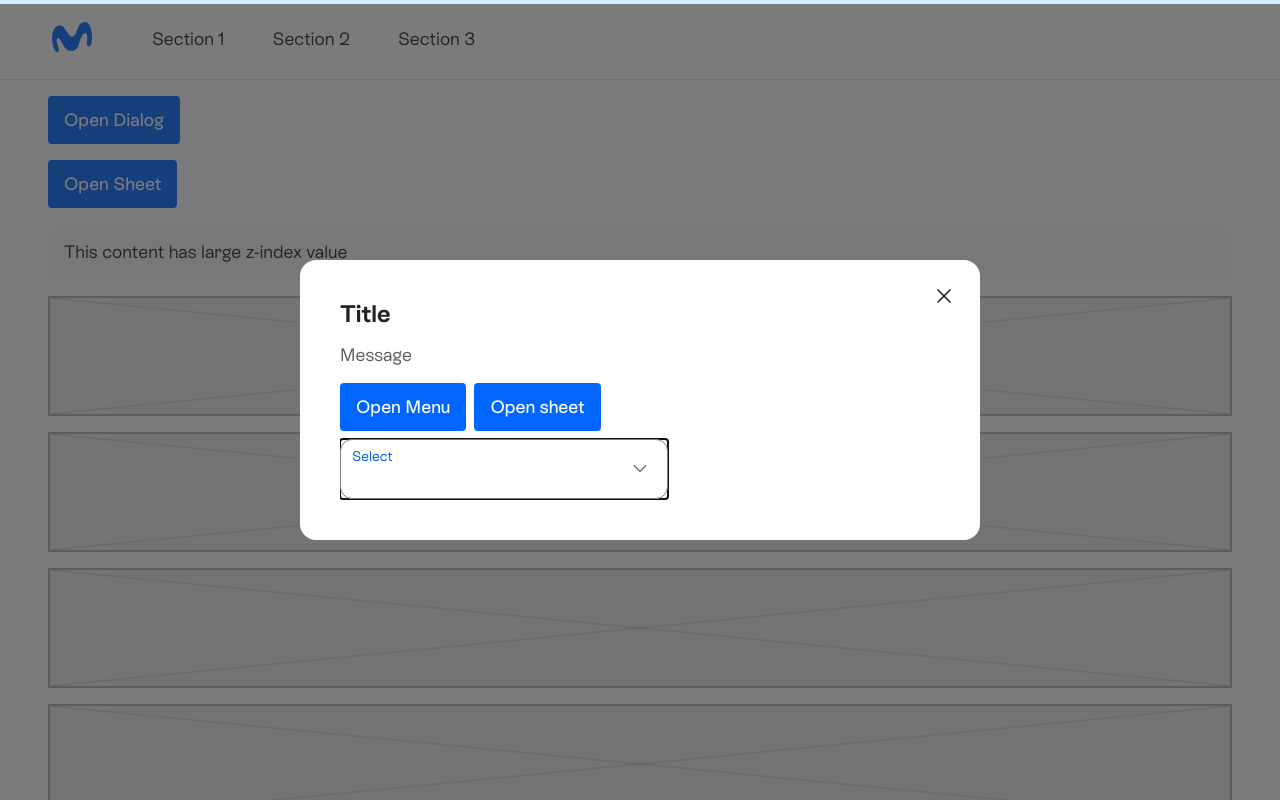 Section 1 Section 2 Section 3
Open Dialog
Open Sheet
This content has large z-index value
Title
Message
Open Menu Open sheet
Select